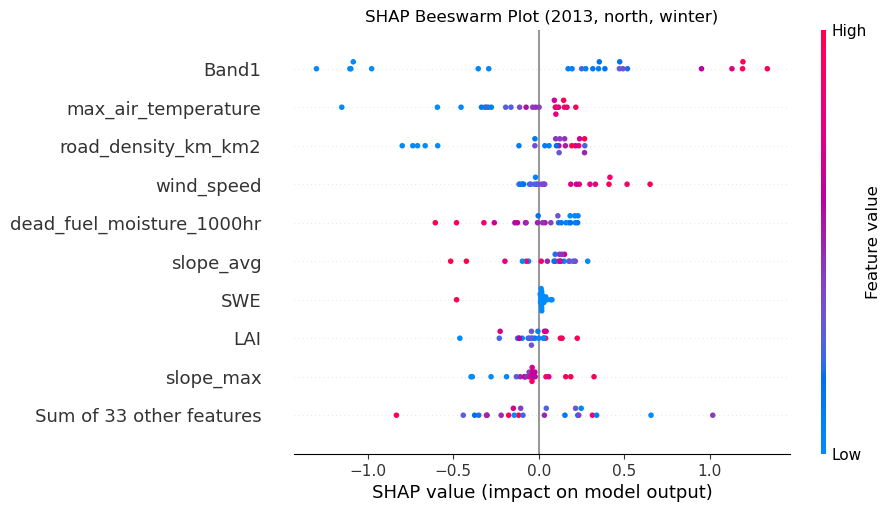 SHAP Beeswarm Plot (2013, north, winter)
High
Band1
max_air_temperature
road_density_km_km2
wind_speed
dead_fuel_moisture_1000hr
slope_avg
SWE
LAI
slope_max
Sum of 33 other features
Feature value
Low
−1.0 −0.5 0.0 0.5 1.0
SHAP value (impact on model output)